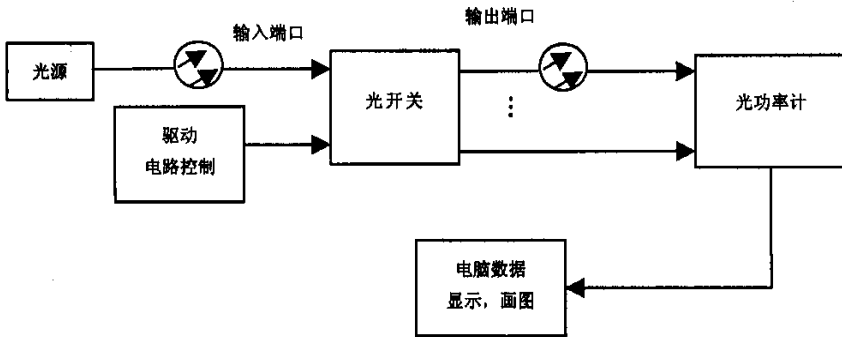 输入端口
输出端口
光源
光开关
光功率计
驱动
电路控制
电脑数据
显示，画图